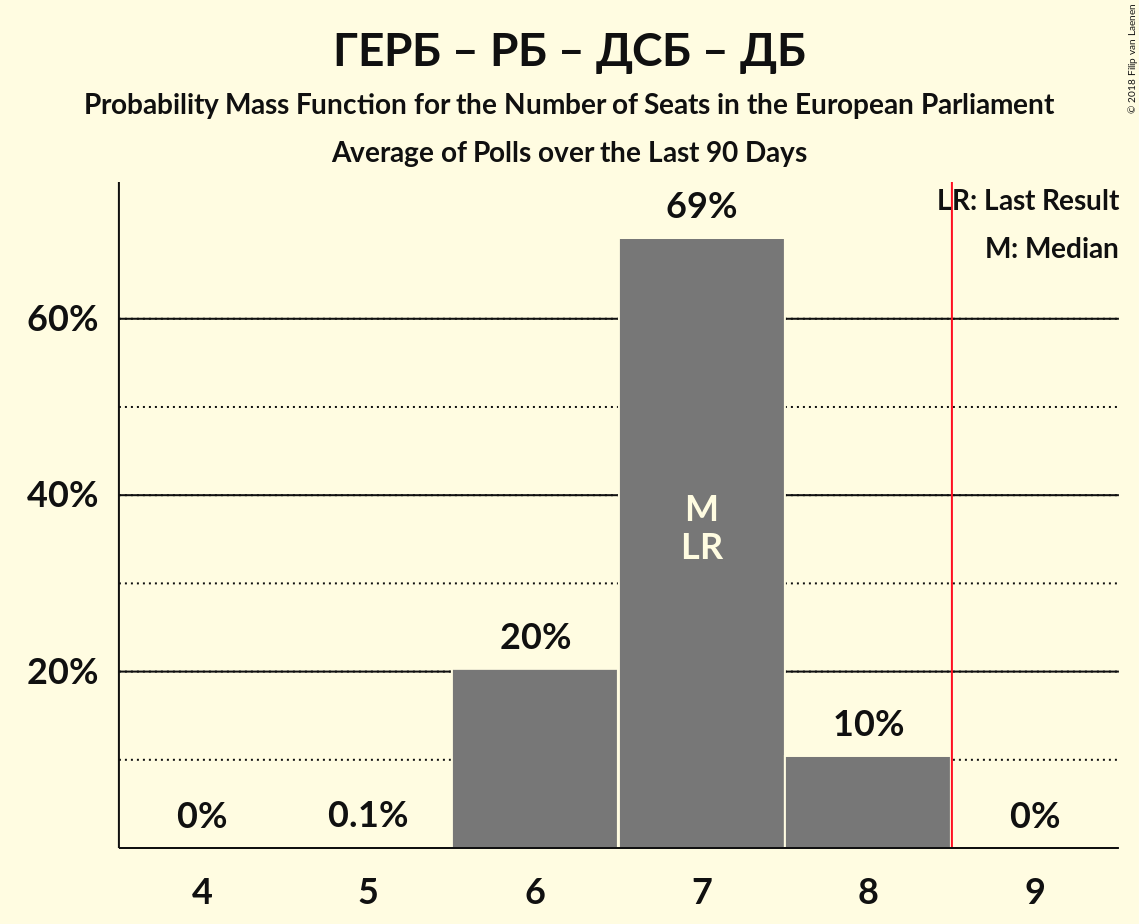 ГЕРБ – РБ – ДСБ – ДБ
Probability Mass Function for the Number of Seats in the European Parliament
Average of Polls over the Last 90 Days
© 2018 Filip van Laenen
LR: Last Result
M: Median
69%
60%
40%
M
LR
20%
20%
10%
0%
0.1%
0%
4
5
6
7
8
9